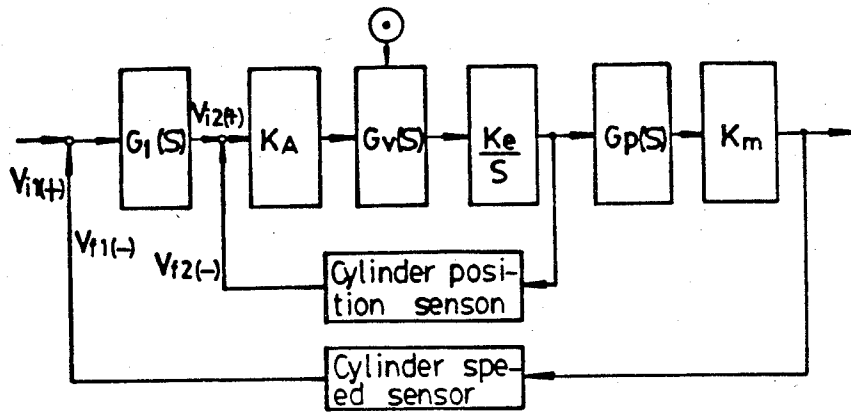 G1(S)
Vi2(+)
KA
Gv(S)
Ke
S
Gp(S)
Km
Vi1(+)
Vf1(-)
Vf2(-)
Cylinder posi-
tion senson
Cylinder spe-
ed sensor